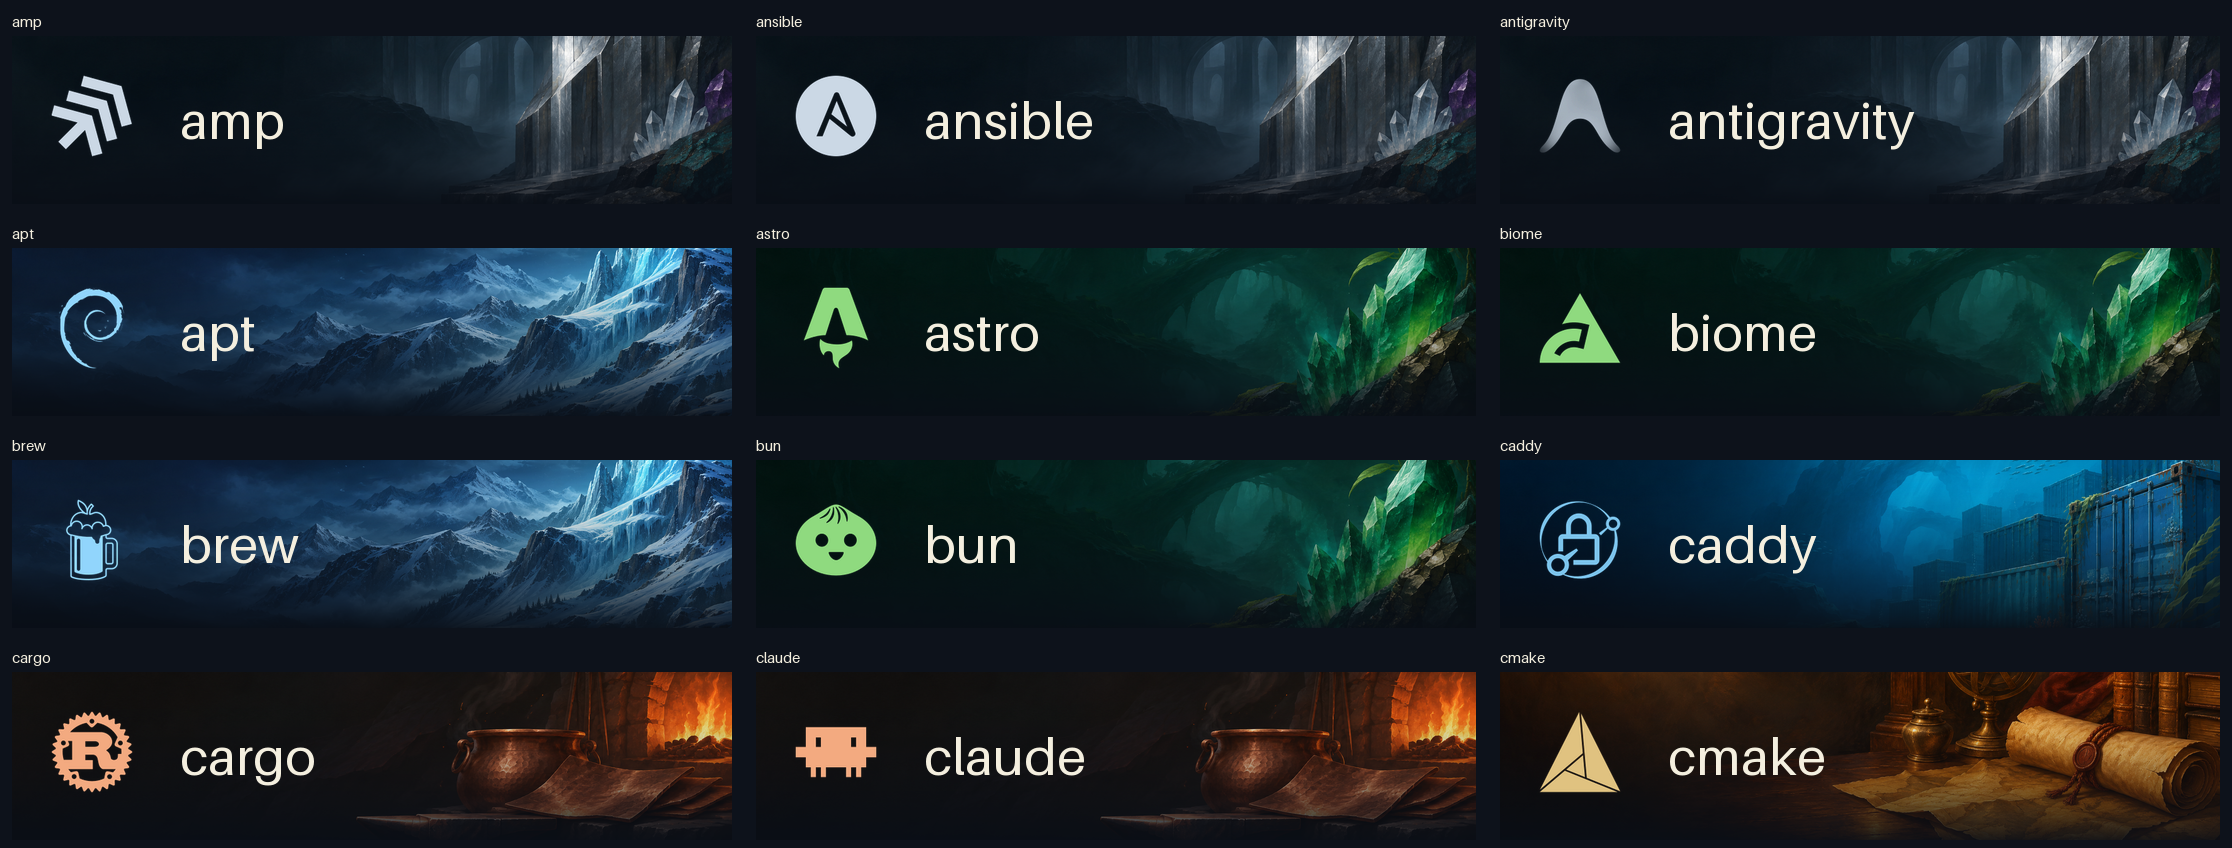 amp
ansible
antigravity
amp
ansible
antigravity
apt
astro
biome
apt
astro
biome
brew
bun
caddy
brew
bun
caddy
cargo
claude
cmake
R
cargo
claude
cmake